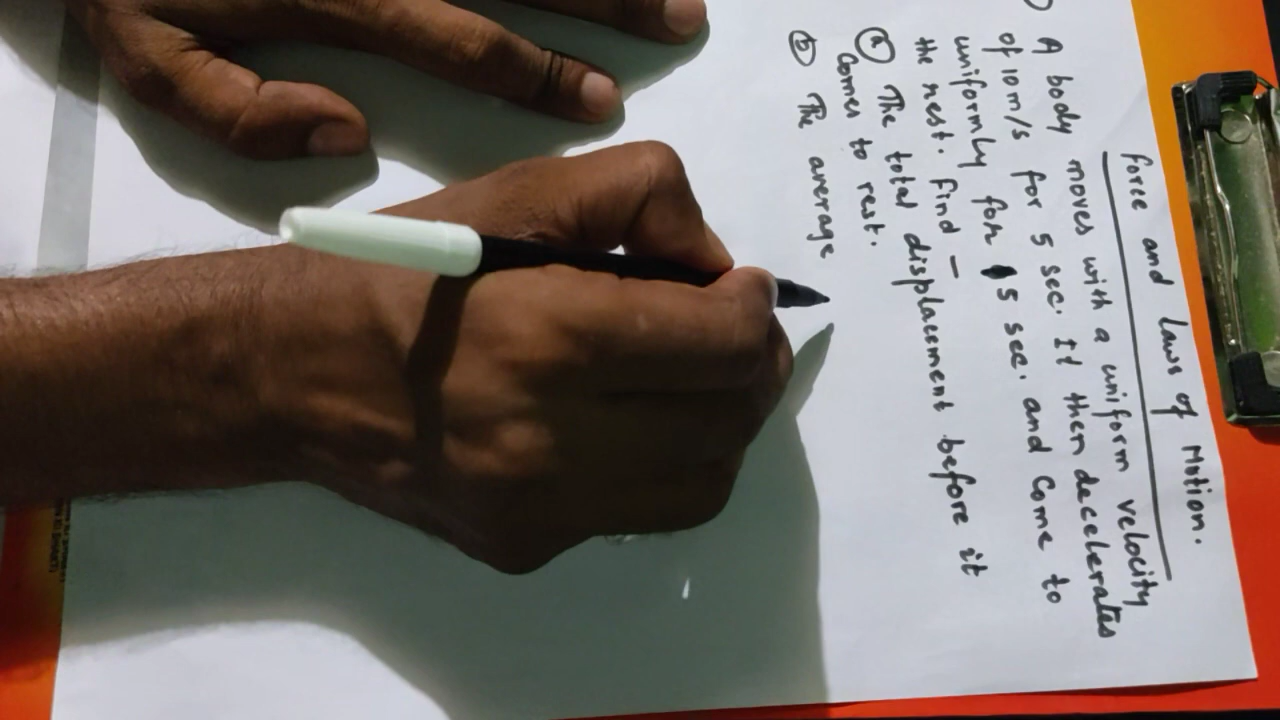 Force and Laws of Motion.
A body moves with a uniform velocity
of 10m/s for 5 sec. It then decelerates
uniformly for 5 sec. and Come to
the rest. Find –
(a) The total displacement before it
Comes to rest.
(b) The average